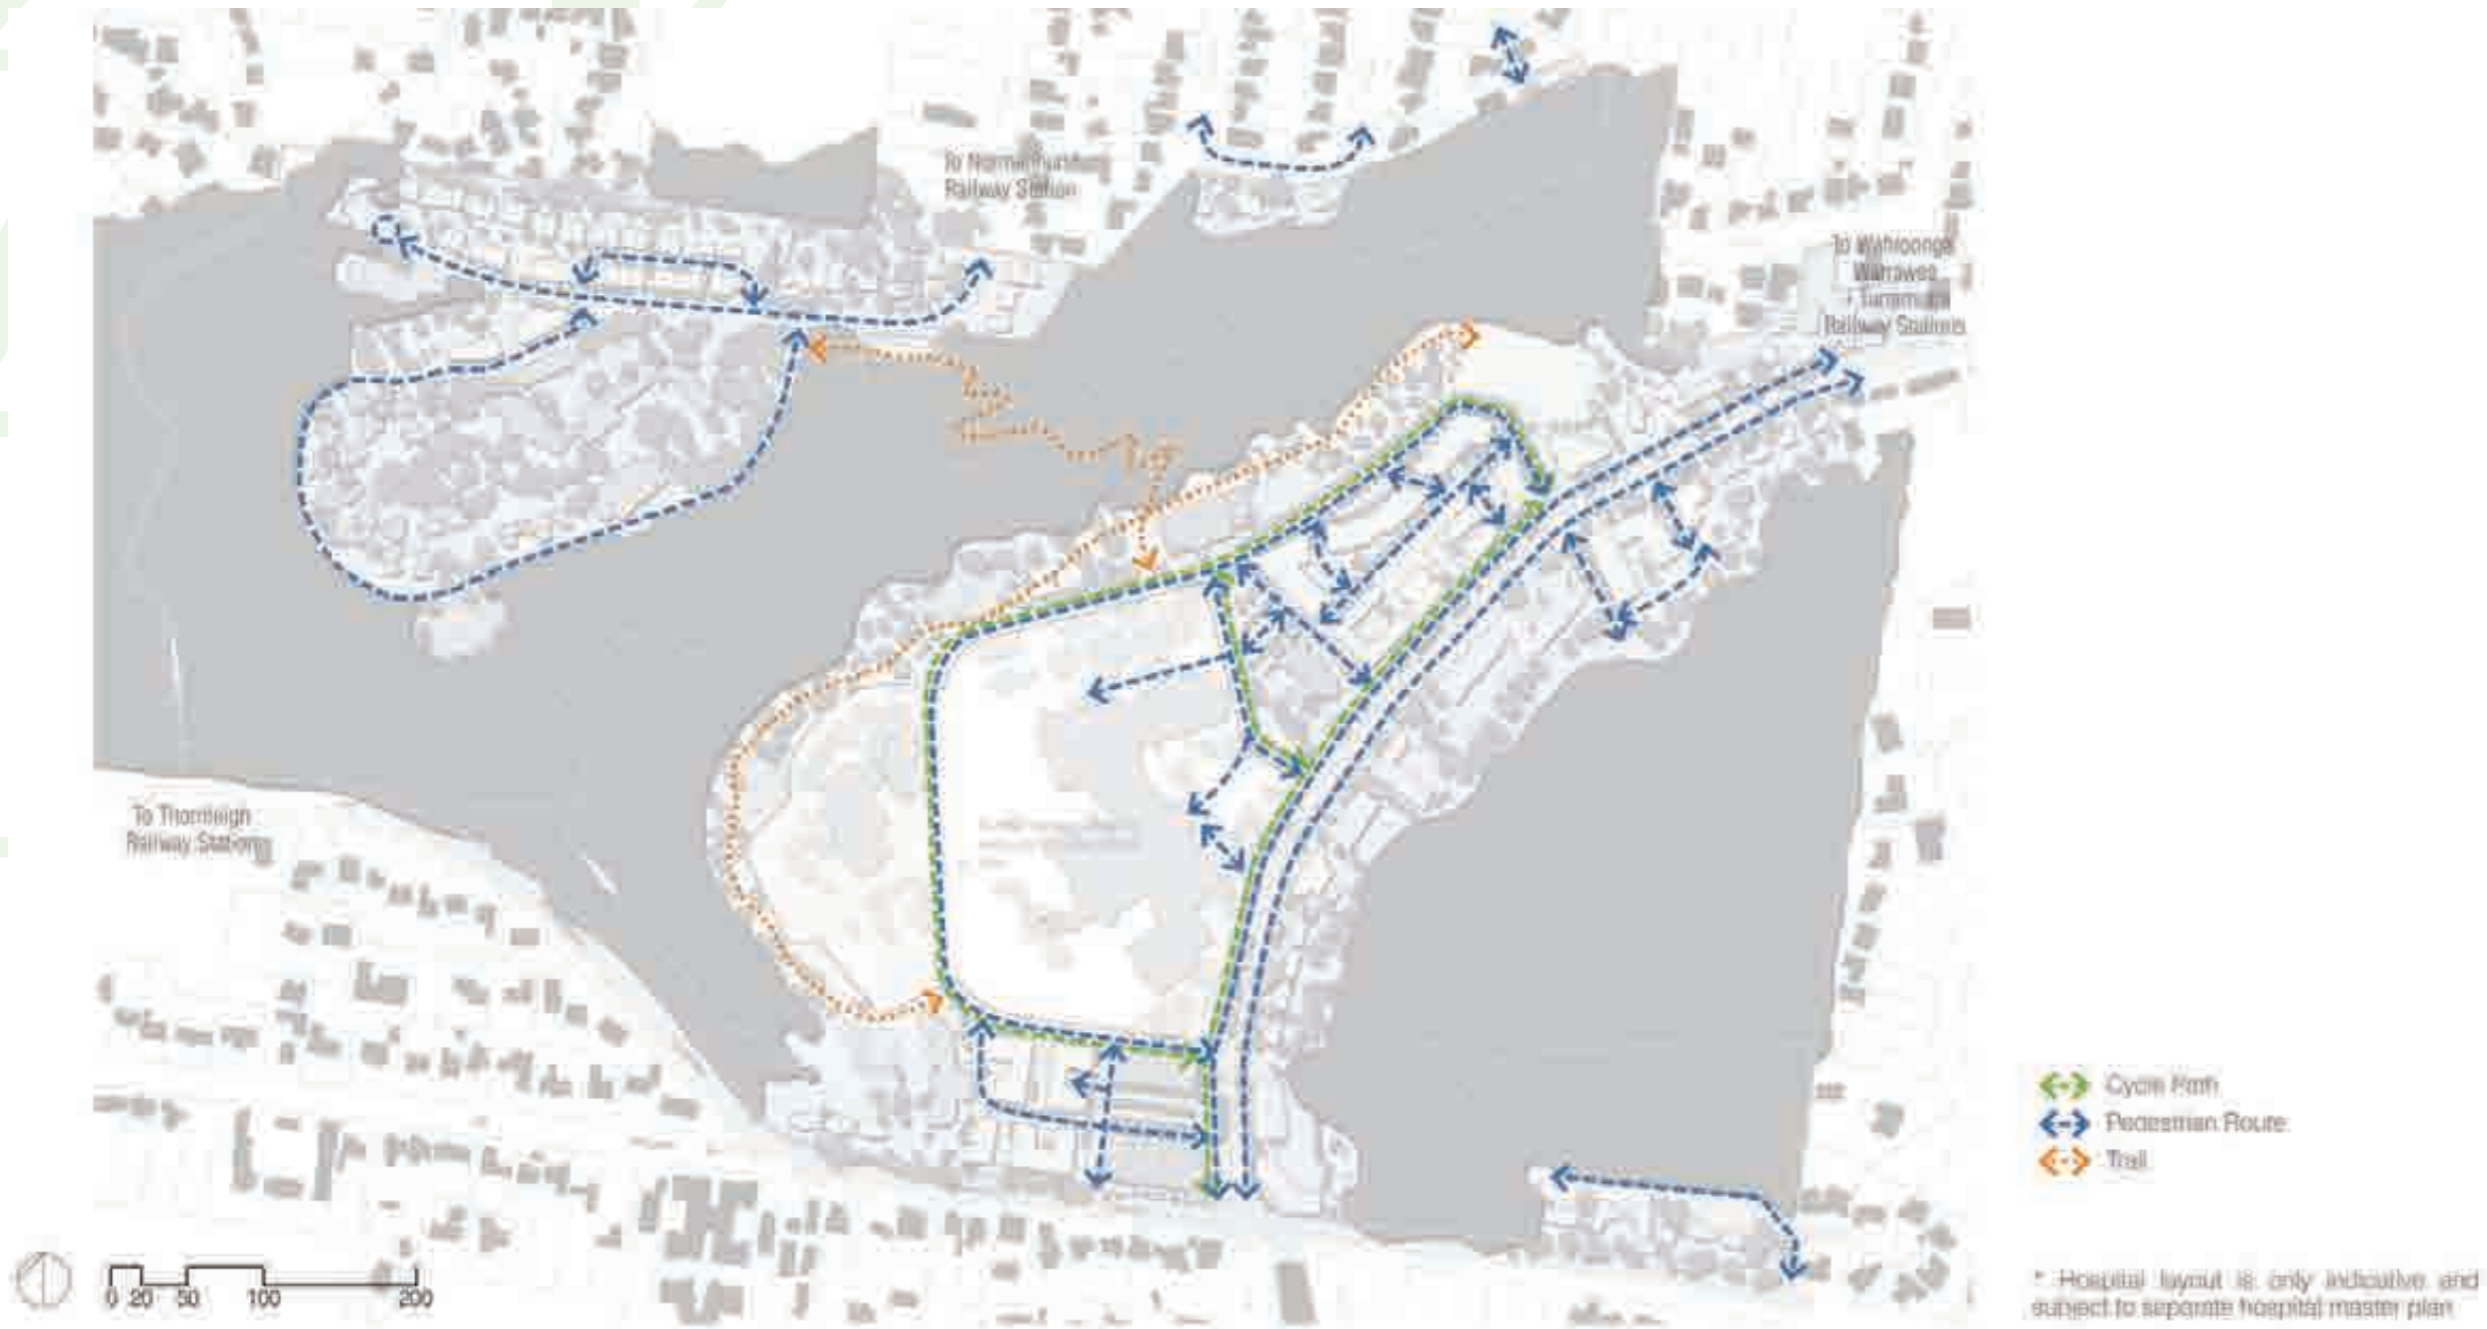 To Normanhurst
Railway Station
To Wahroonga
Warrawee
Railway Stations
To Thornleigh
Railway Station
Cycle Path
Pedestrian Route
Trail
0 20 50 100 200
* Hospital layout is only indicative and
subject to separate hospital master plan